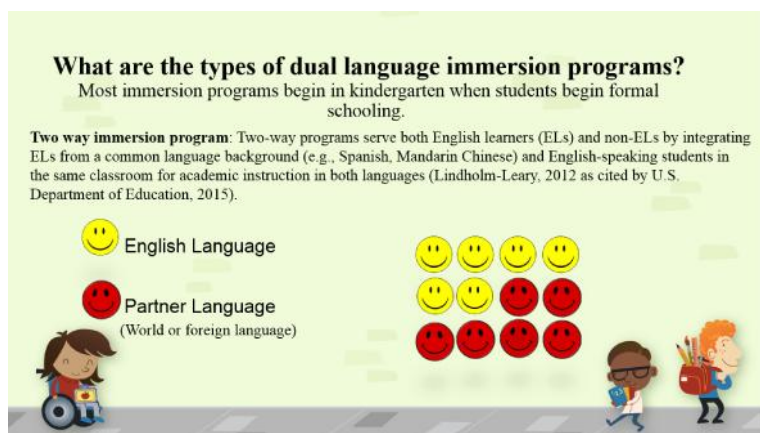 What are the types of dual language immersion programs?
Most immersion programs begin in kindergarten when students begin formal
schooling.
Two way immersion program: Two-way programs serve both English learners (ELs) and non-ELs by integrating
ELs from a common language background (e.g., Spanish, Mandarin Chinese) and English-speaking students in
the same classroom for academic instruction in both languages (Lindholm-Leary, 2012 as cited by U.S.
Department of Education, 2015).
English Language
Partner Language
(World or foreign language)